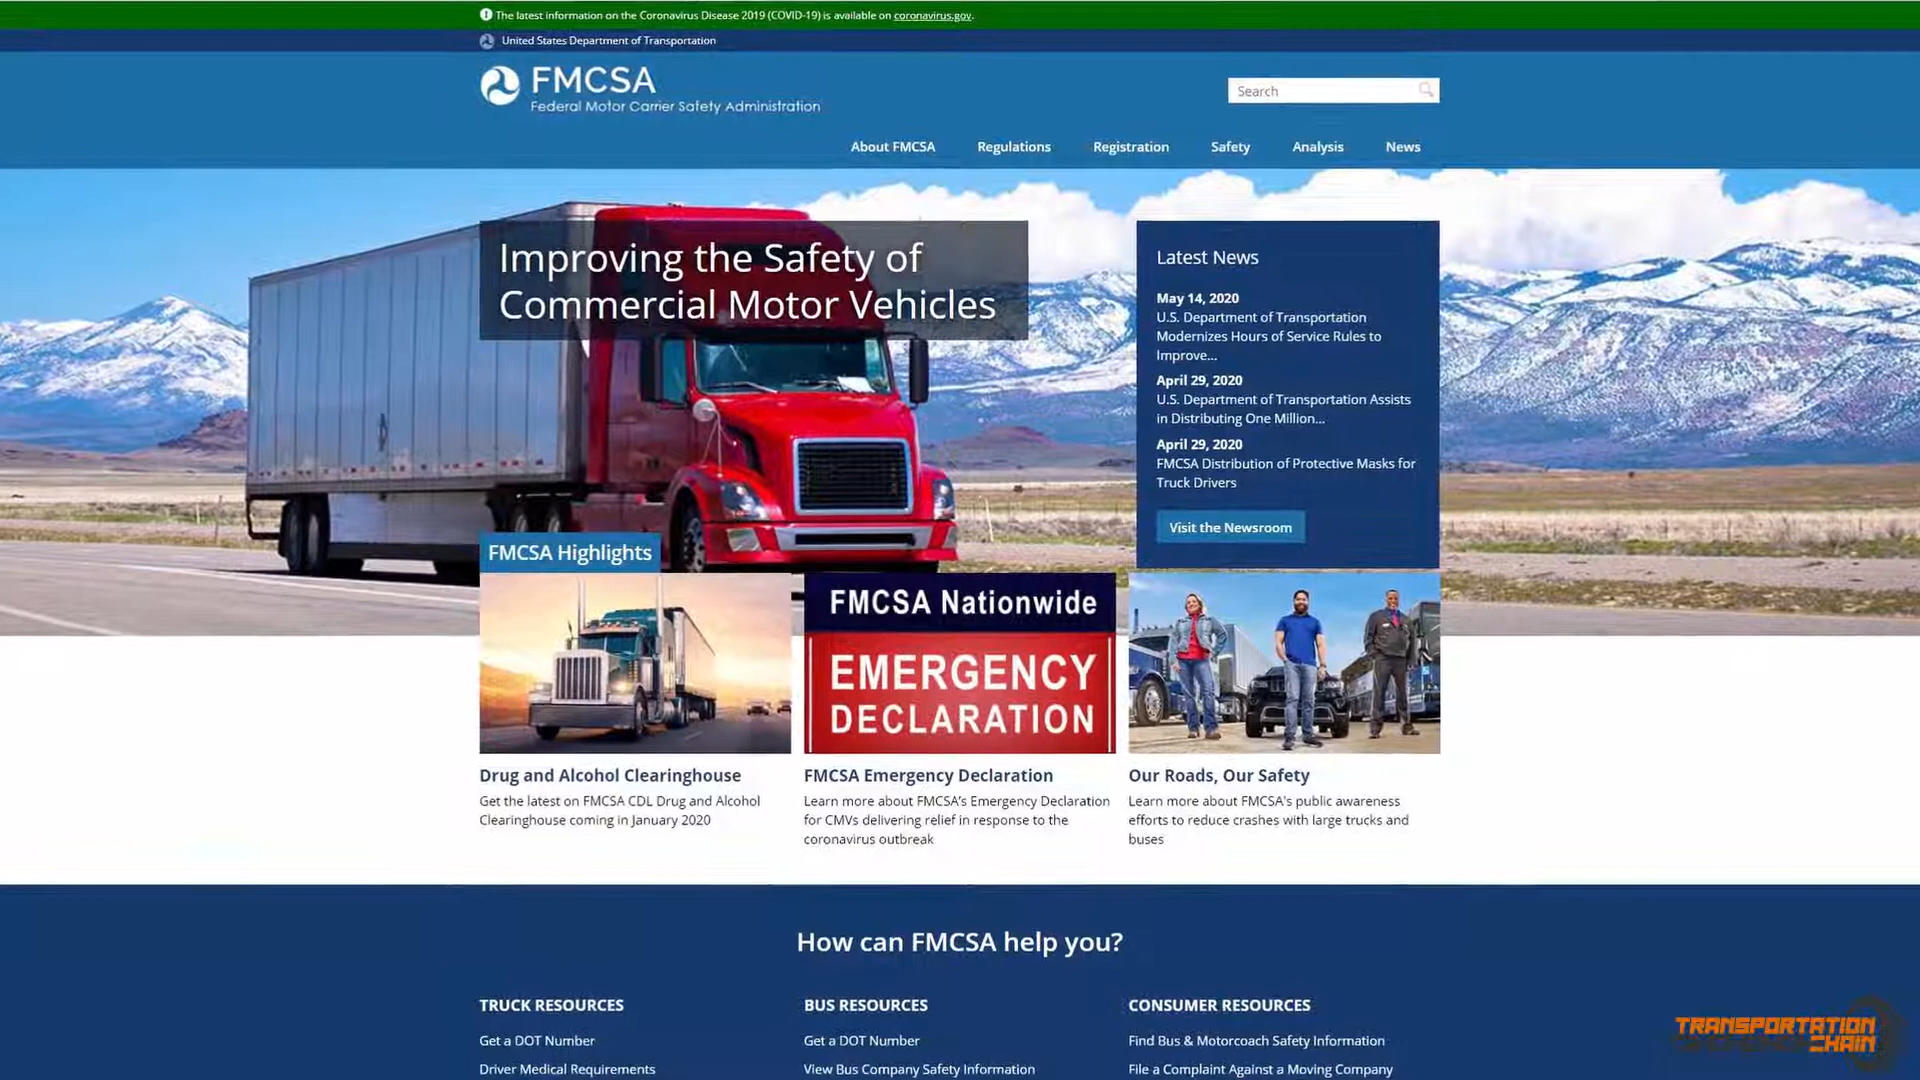 The latest information on the Coronavirus Disease 2019 (COVID-19) is available on coronavirus.gov.
United States Department of Transportation
FMCSA
Federal Motor Carrier Safety Administration
Search
About FMCSA
Regulations
Registration
Safety
Analysis
News
Improving the Safety of
Commercial Motor Vehicles
Latest News
May 14, 2020
U.S. Department of Transportation
Modernizes Hours of Service Rules to
Improve...
April 29, 2020
U.S. Department of Transportation Assists
in Distributing One Million...
April 29, 2020
FMCSA Distribution of Protective Masks for
Truck Drivers
Visit the Newsroom
FMCSA Highlights
FMCSA Nationwide
EMERGENCY
DECLARATION
Drug and Alcohol Clearinghouse
Get the latest on FMCSA CDL Drug and Alcohol
Clearinghouse coming in January 2020
FMCSA Emergency Declaration
Learn more about FMCSA's Emergency Declaration
for CMVs delivering relief in response to the
coronavirus outbreak
Our Roads, Our Safety
Learn more about FMCSA's public awareness
efforts to reduce crashes with large trucks and
buses
How can FMCSA help you?
TRUCK RESOURCES
Get a DOT Number
Driver Medical Requirements
BUS RESOURCES
Get a DOT Number
View Bus Company Safety Information
CONSUMER RESOURCES
Find Bus & Motorcoach Safety Information
File a Complaint Against a Moving Company
TRANSPORTATION
CHAIN